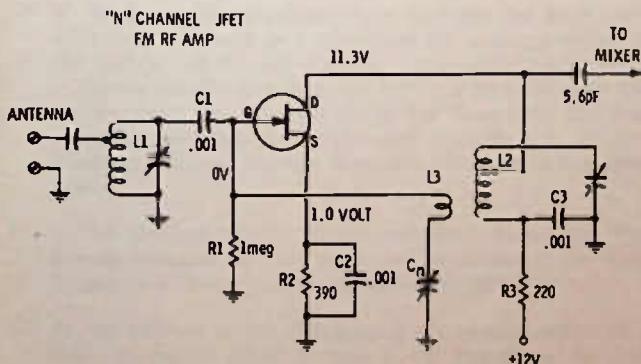 "N" CHANNEL JFET
FM RF AMP
11.3V
TO
MIXER
5.6pF
ANTENNA
L1
C1
.001
G
D
S
0V
L3
L2
C3
.001
1.0 VOLT
R1
1meg
R2
390
C2
.001
Cn
R3
220
+12V